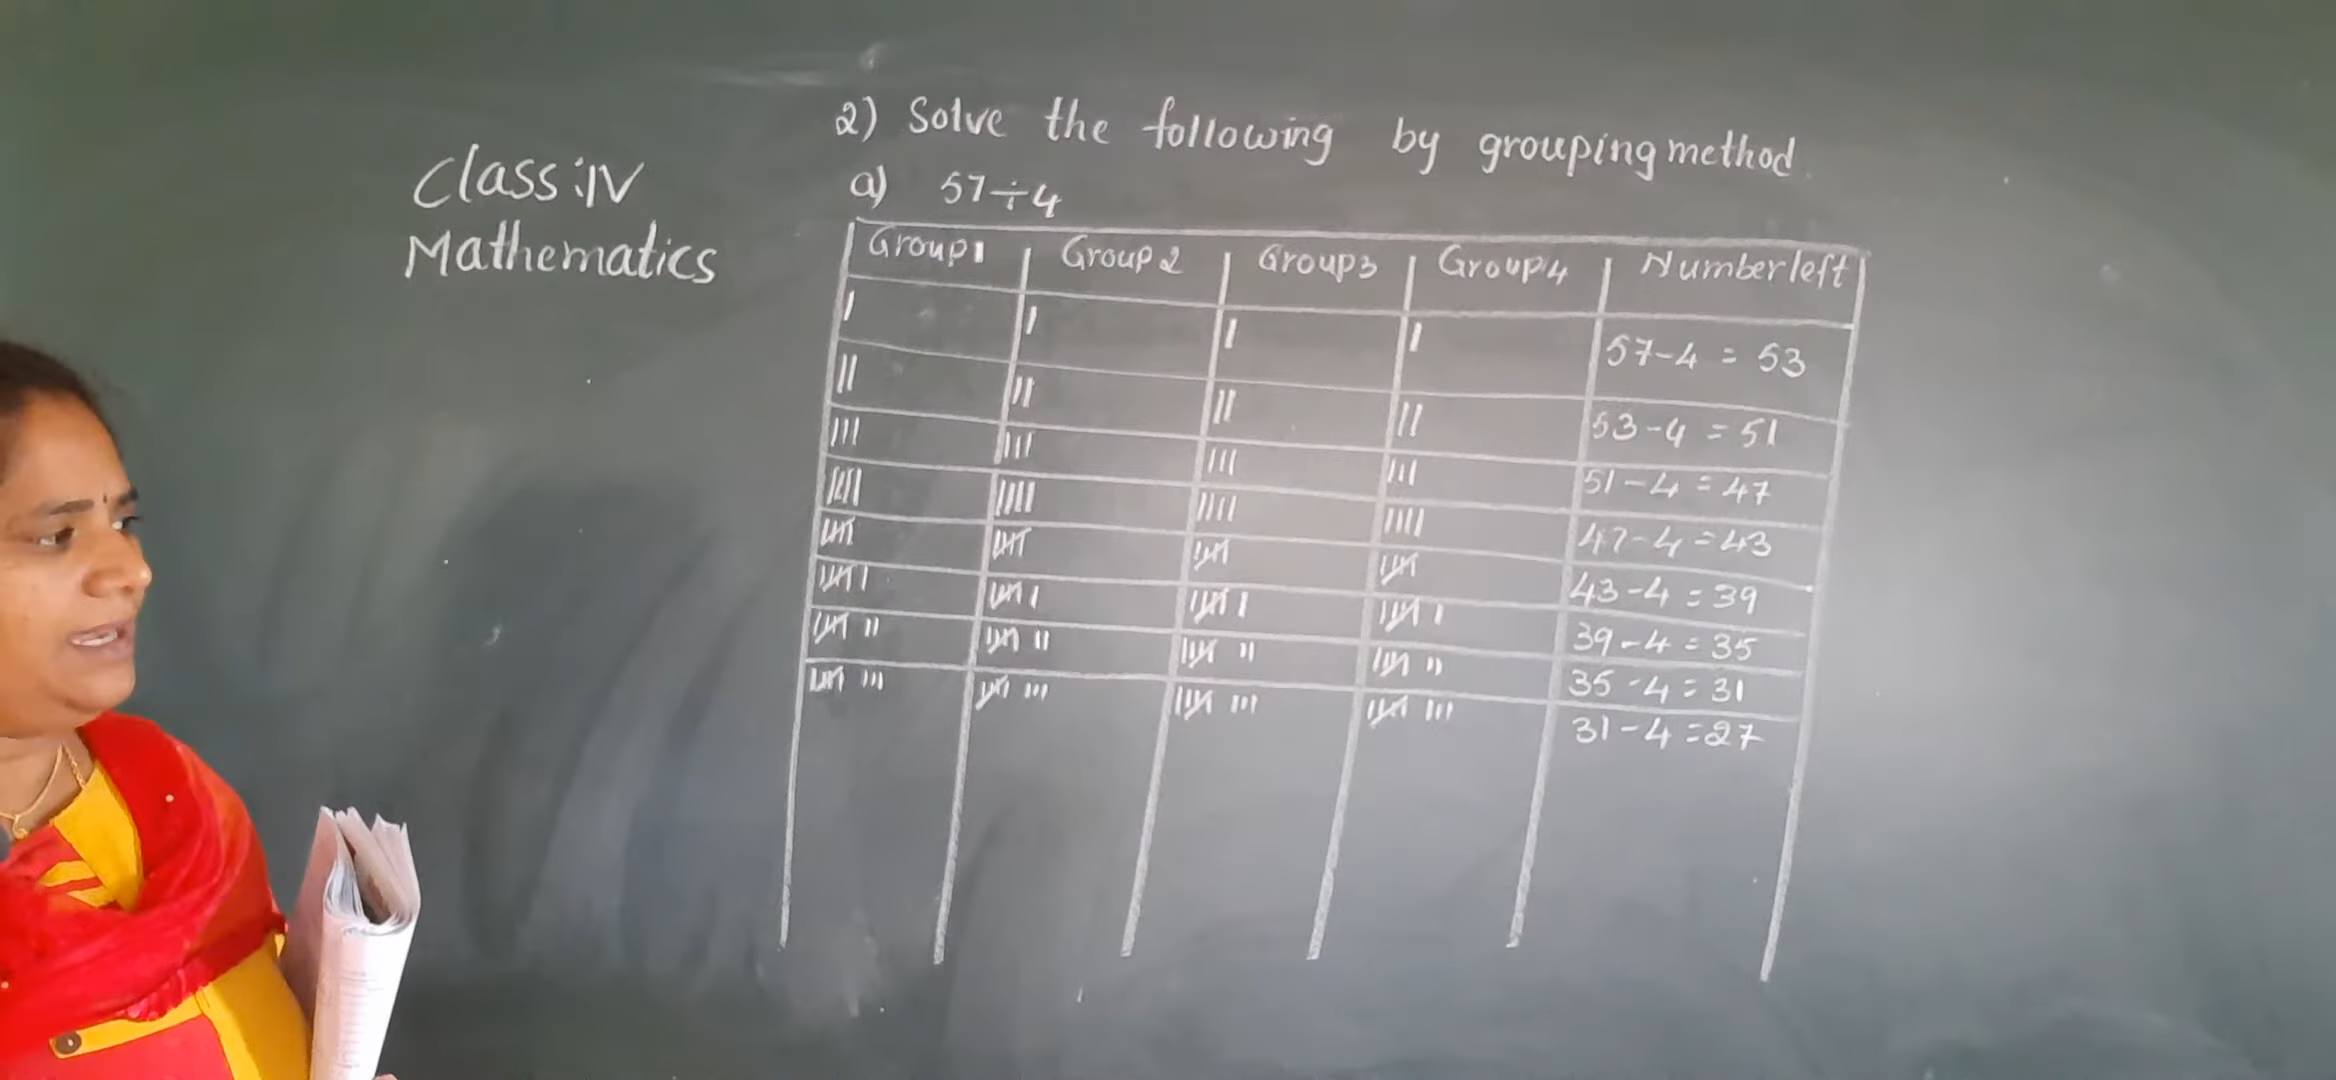 Class: IV
Mathematics
2) Solve the following by grouping method.
a) 57÷4
Group1 Group2 Group3 Group4 Number left
| | | | 57-4 = 53
|| || || || 53-4 = 51
||| ||| ||| ||| 51-4 = 47
|||| |||| |||| |||| 47-4 = 43
𝍸 𝍸 𝍸 𝍸 43-4 = 39
𝍸 | 𝍸 | 𝍸 | 𝍸 | 39-4 = 35
𝍸 || 𝍸 || 𝍸 || 𝍸 || 35-4 = 31
𝍸 ||| 𝍸 ||| 𝍸 ||| 𝍸 ||| 31-4 = 27